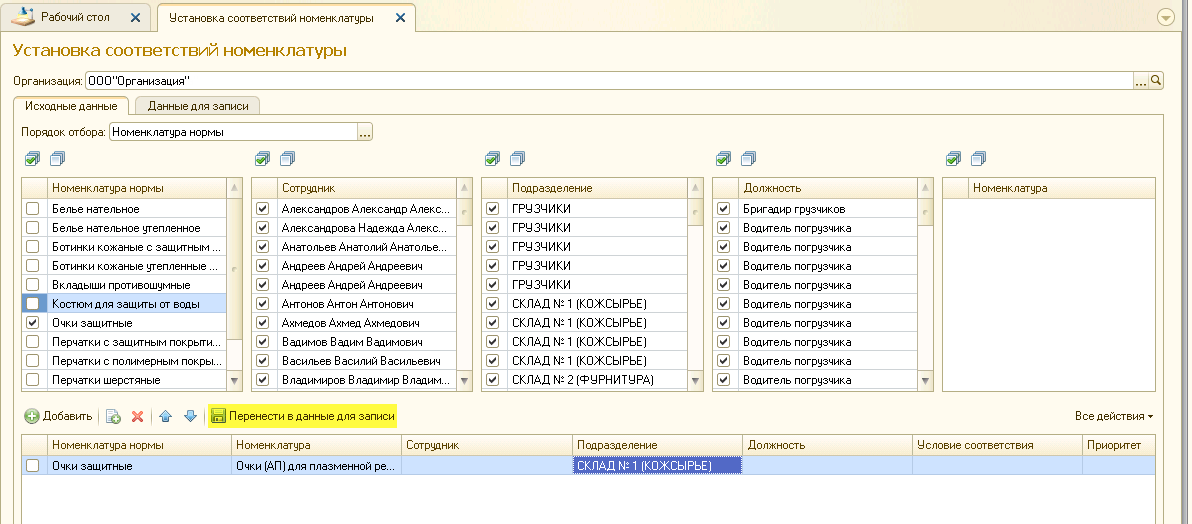 Рабочий стол
Установка соответствий номенклатуры
Установка соответствий номенклатуры
Организация: ООО"Организация"
Исходные данные Данные для записи
Порядок отбора: Номенклатура нормы
Номенклатура нормы Сотрудник Подразделение Должность Номенклатура
Белье нательное Александров Александр Алекс... ГРУЗЧИКИ Бригадир грузчиков
Белье нательное утепленное Александрова Надежда Алекс... ГРУЗЧИКИ Водитель погрузчика
Ботинки кожаные с защитным ... Анатольев Анатолий Анатолье... ГРУЗЧИКИ Водитель погрузчика
Ботинки кожаные утепленные ... Андреев Андрей Андреевич ГРУЗЧИКИ Водитель погрузчика
Вкладыши противошумные Андреев Андрей Андреевич ГРУЗЧИКИ Водитель погрузчика
Костюм для защиты от воды Антонов Антон Антонович СКЛАД № 1 (КОЖСЫРЬЕ) Водитель погрузчика
Очки защитные Ахмедов Ахмед Ахмедович СКЛАД № 1 (КОЖСЫРЬЕ) Водитель погрузчика
Перчатки с защитным покрыти... Вадимов Вадим Вадимович СКЛАД № 1 (КОЖСЫРЬЕ) Водитель погрузчика
Перчатки с полимерным покры... Васильев Василий Васильевич СКЛАД № 1 (КОЖСЫРЬЕ) Водитель погрузчика
Перчатки шерстяные Владимиров Владимир Владим... СКЛАД № 2 (ФУРНИТУРА) Водитель погрузчика
Добавить Перенести в данные для записи Все действия
Номенклатура нормы Номенклатура Сотрудник Подразделение Должность Условие соответствия Приоритет
Очки защитные Очки (АП) для плазменной ре... СКЛАД № 1 (КОЖСЫРЬЕ)